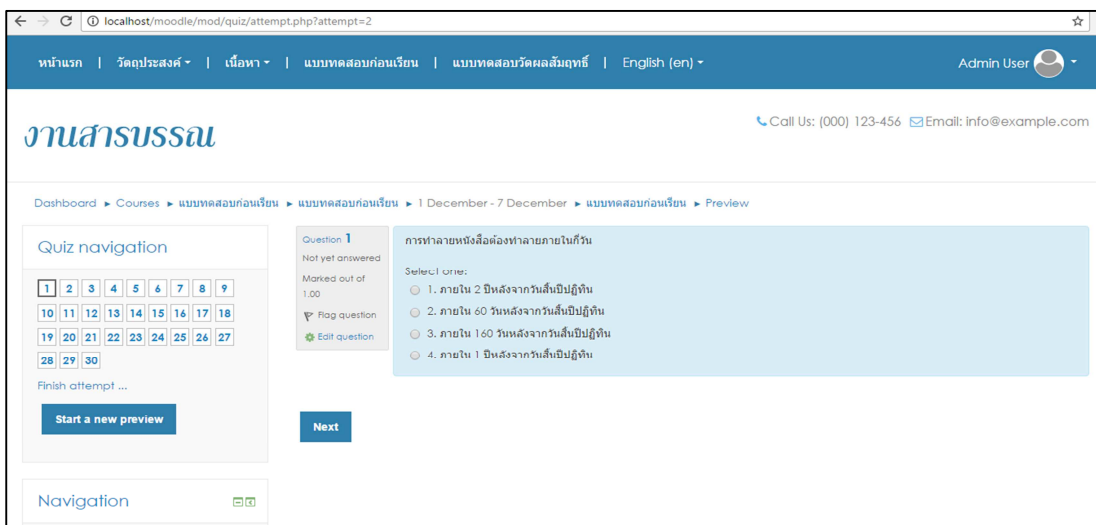 localhost/moodle/mod/quiz/attempt.php?attempt=2
หน้าแรก | วัตถุประสงค์ | เนื้อหา | แบบทดสอบก่อนเรียน | แบบทดสอบวัดผลสัมฤทธิ์ | English (en)
Admin User
งานสารบรรณ
Call Us: (000) 123-456 Email: info@example.com
Dashboard ► Courses ► แบบทดสอบก่อนเรียน ► แบบทดสอบก่อนเรียน ► 1 December - 7 December ► แบบทดสอบก่อนเรียน ► Preview
Quiz navigation
1 2 3 4 5 6 7 8 9
10 11 12 13 14 15 16 17 18
19 20 21 22 23 24 25 26 27
28 29 30
Finish attempt ...
Start a new preview
Question 1
Not yet answered
Marked out of
1.00
Flag question
Edit question
การทำลายหนังสือต้องทำลายภายในกี่วัน
Select one:
1. ภายใน 2 ปีหลังจากวันสิ้นปีปฏิทิน
2. ภายใน 60 วันหลังจากวันสิ้นปีปฏิทิน
3. ภายใน 160 วันหลังจากวันสิ้นปีปฏิทิน
4. ภายใน 1 ปีหลังจากวันสิ้นปีปฏิทิน
Next
Navigation